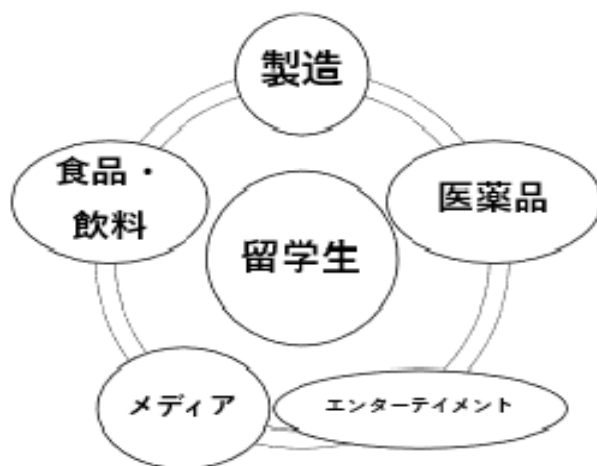 製造
食品・
飲料
医薬品
留学生
メディア
エンターテイメント